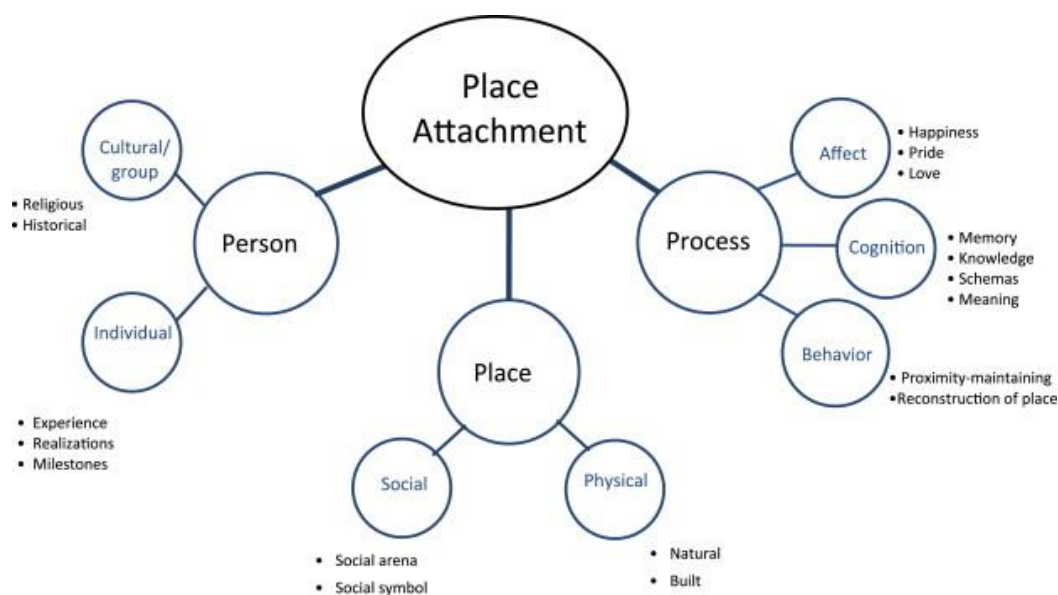 Place
Attachment
Cultural/
group
• Religious
• Historical
Person
Individual
• Experience
• Realizations
• Milestones
Place
Social
• Social arena
• Social symbol
Physical
• Natural
• Built
Process
Affect
• Happiness
• Pride
• Love
Cognition
• Memory
• Knowledge
• Schemas
• Meaning
Behavior
• Proximity-maintaining
•Reconstruction of place